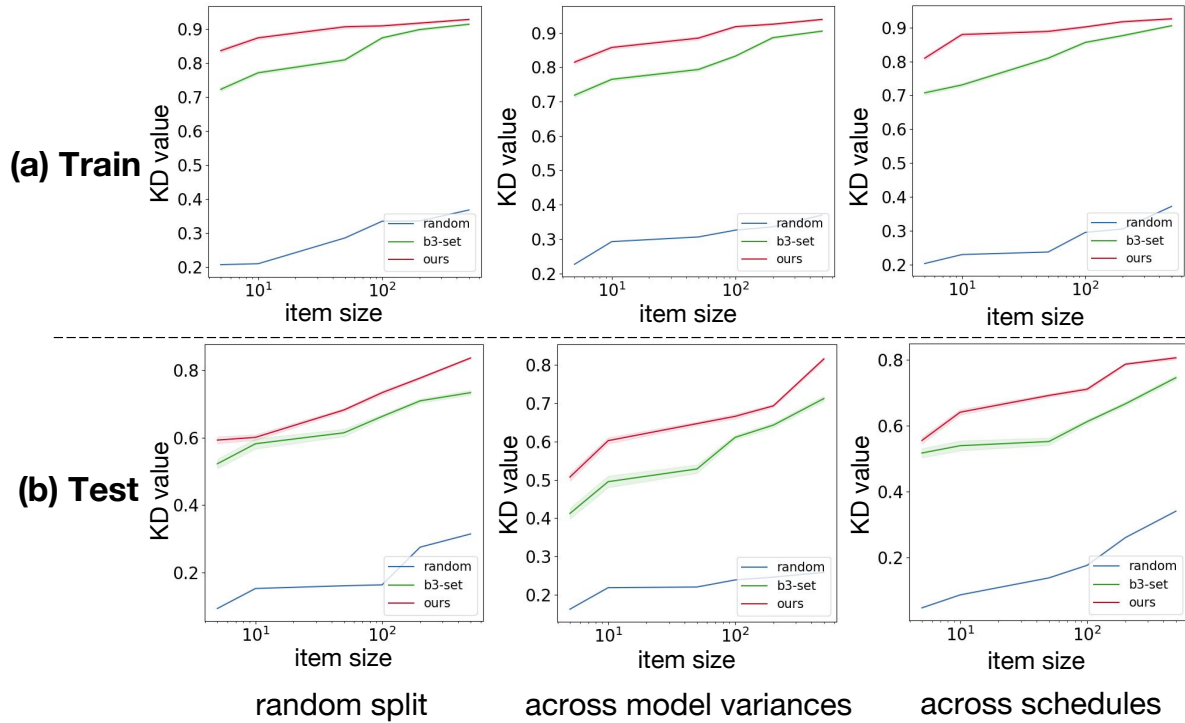 (a) Train
KD value
0.9
0.8
0.7
0.6
0.5
0.4
0.3
0.2
random
b3-set
ours
10¹
10²
item size
KD value
0.9
0.8
0.7
0.6
0.5
0.4
0.3
0.2
random
b3-set
ours
10¹
10²
item size
KD value
0.9
0.8
0.7
0.6
0.5
0.4
0.3
0.2
random
b3-set
ours
10¹
10²
item size
(b) Test
KD value
0.8
0.6
0.4
0.2
random
b3-set
ours
10¹
10²
item size
random split
KD value
0.8
0.7
0.6
0.5
0.4
0.3
0.2
random
b3-set
ours
10¹
10²
item size
across model variances
KD value
0.8
0.6
0.4
0.2
random
b3-set
ours
10¹
10²
item size
across schedules